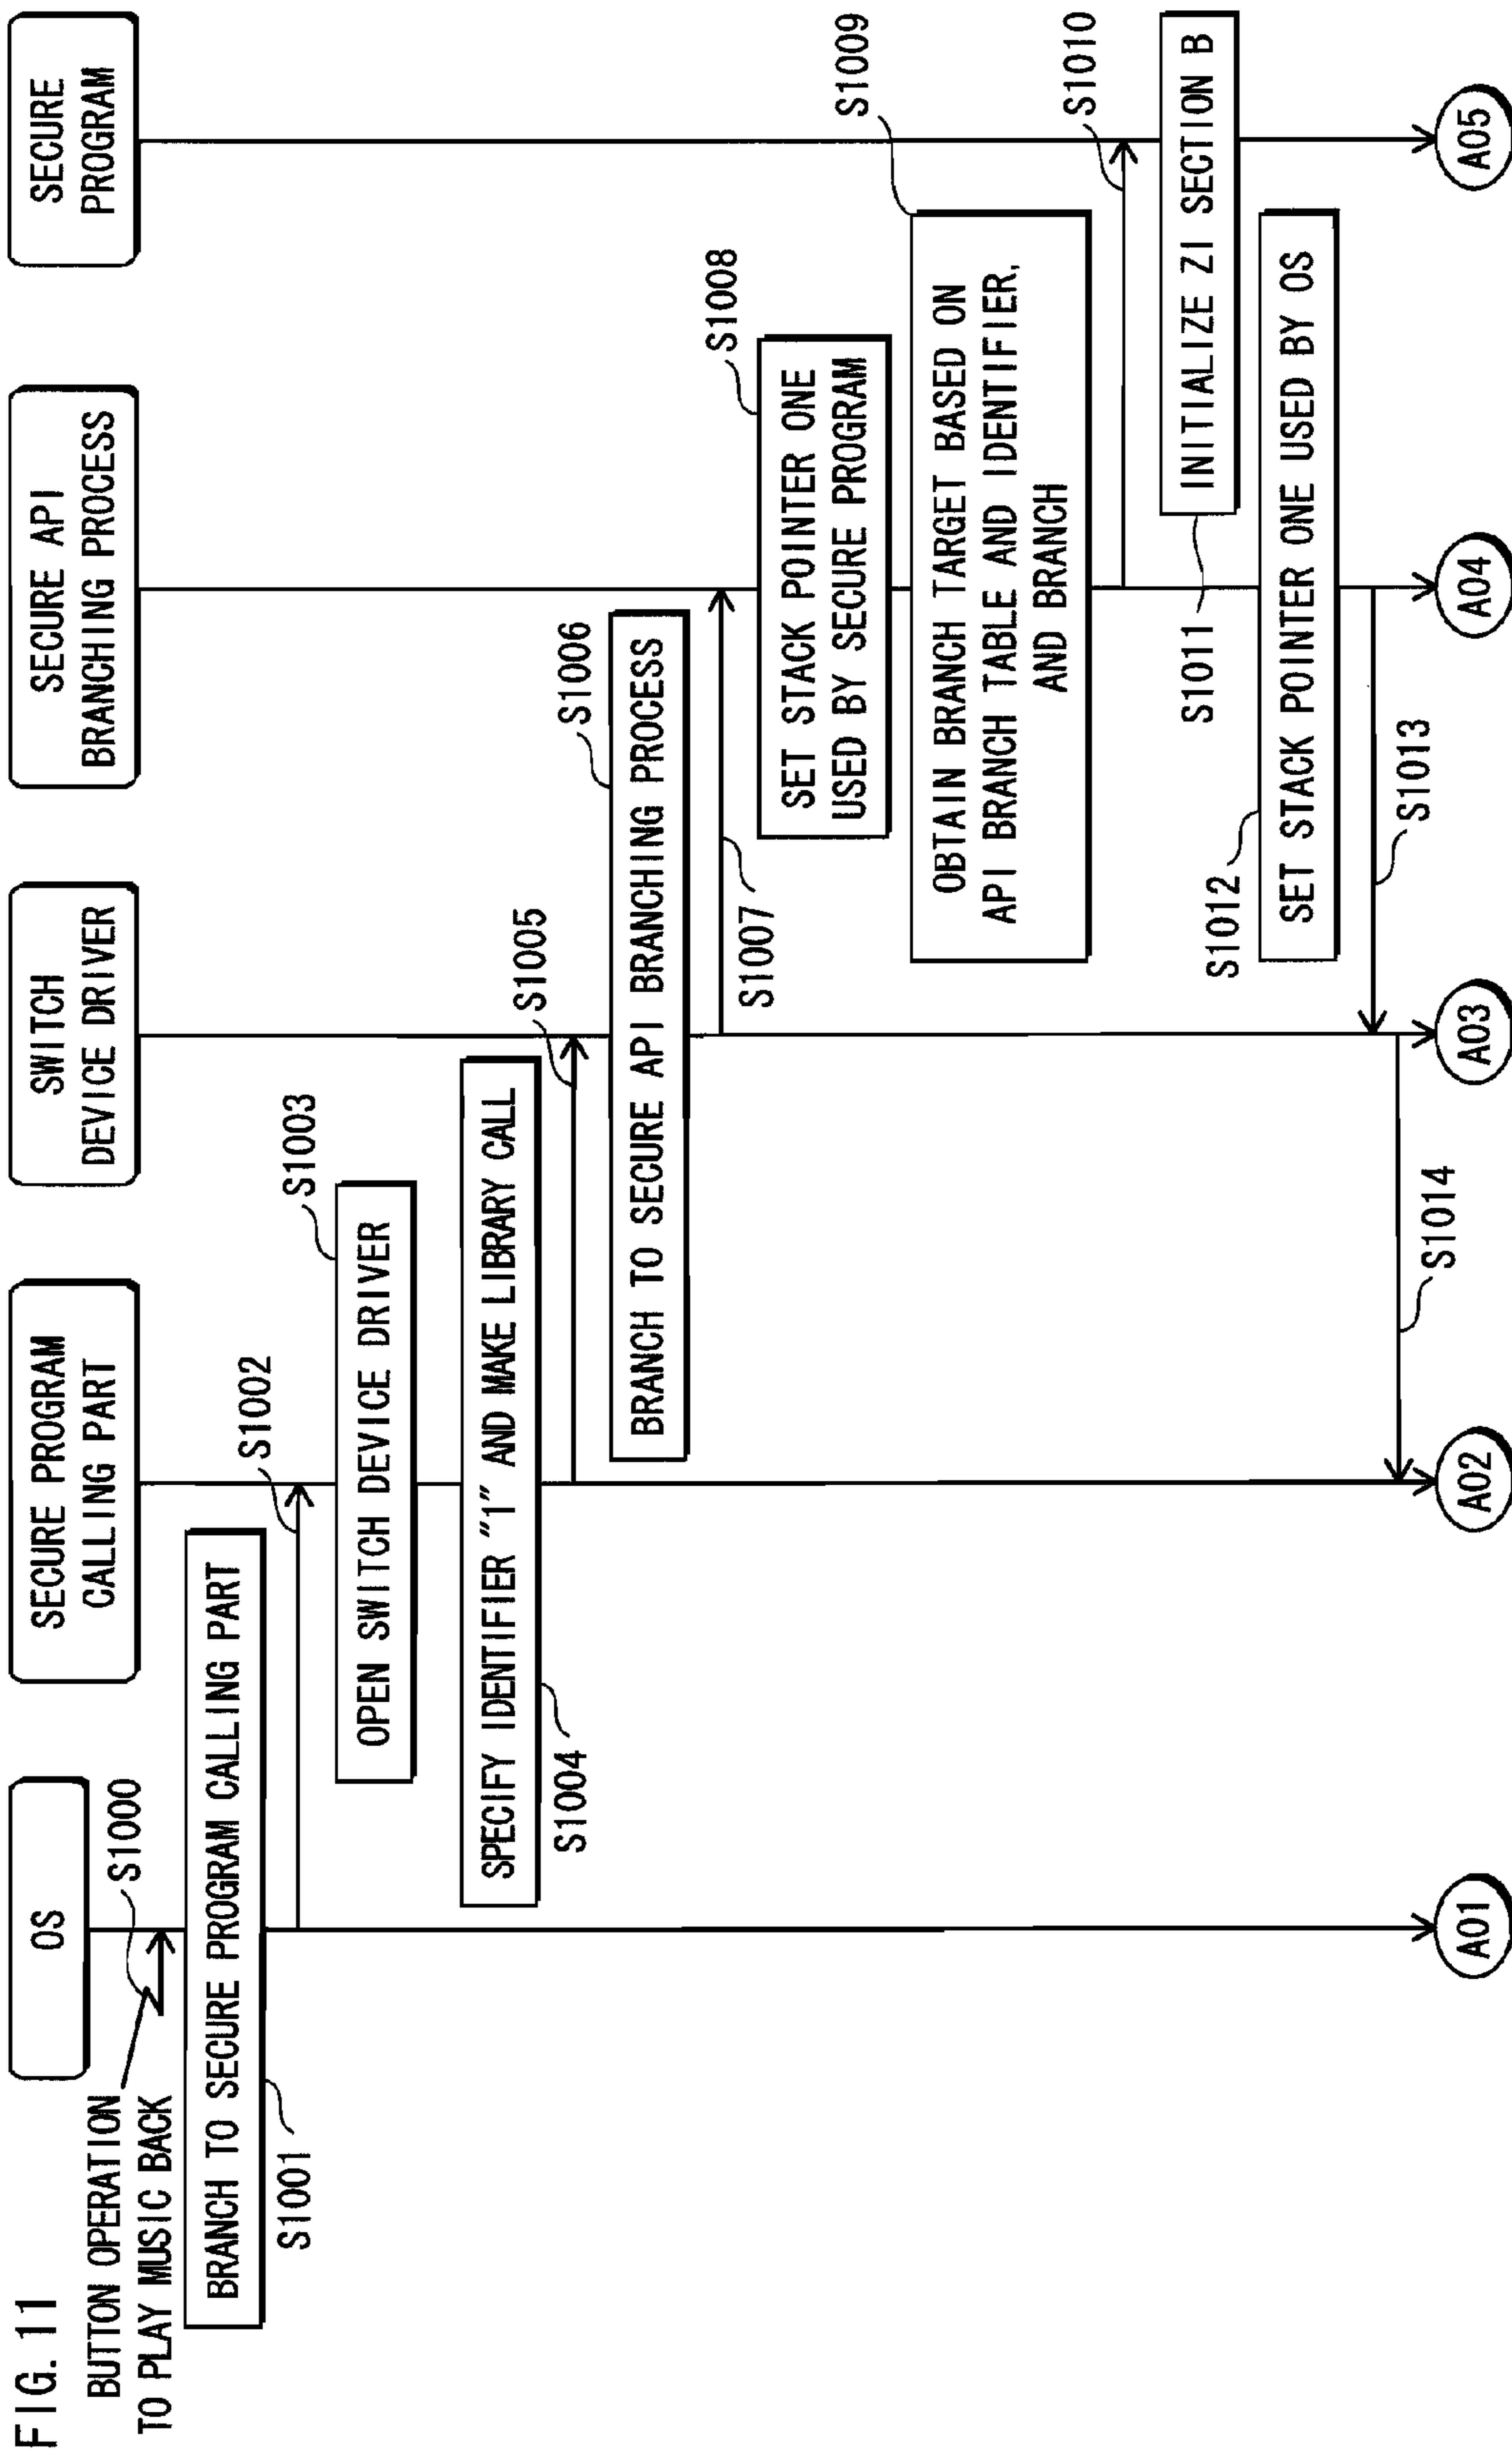 FIG. 11
OS
SECURE PROGRAM
CALLING PART
SWITCH
DEVICE DRIVER
SECURE API
BRANCHING PROCESS
SECURE
PROGRAM
BUTTON OPERATION
TO PLAY MUSIC BACK
S1000
BRANCH TO SECURE PROGRAM CALLING PART
S1001
S1002
OPEN SWITCH DEVICE DRIVER
S1003
SPECIFY IDENTIFIER "1" AND MAKE LIBRARY CALL
S1004
S1005
BRANCH TO SECURE API BRANCHING PROCESS
S1006
S1007
SET STACK POINTER ONE
USED BY SECURE PROGRAM
S1008
OBTAIN BRANCH TARGET BASED ON
API BRANCH TABLE AND IDENTIFIER,
AND BRANCH
S1009
S1010
INITIALIZE ZI SECTION B
S1011
SET STACK POINTER ONE USED BY OS
S1012
S1013
S1014
A01
A02
A03
A04
A05